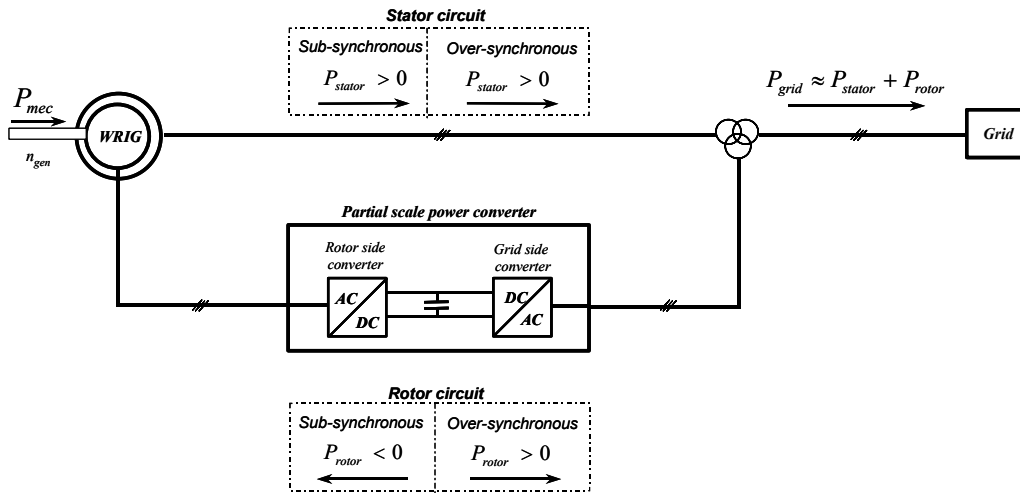 Stator circuit
Sub-synchronous
Over-synchronous
P_stator > 0
P_stator > 0
P_grid ≈ P_stator + P_rotor
P_mec
WRIG
n_gen
Grid
Partial scale power converter
Rotor side
converter
Grid side
converter
AC
DC
DC
AC
Rotor circuit
Sub-synchronous
Over-synchronous
P_rotor < 0
P_rotor > 0